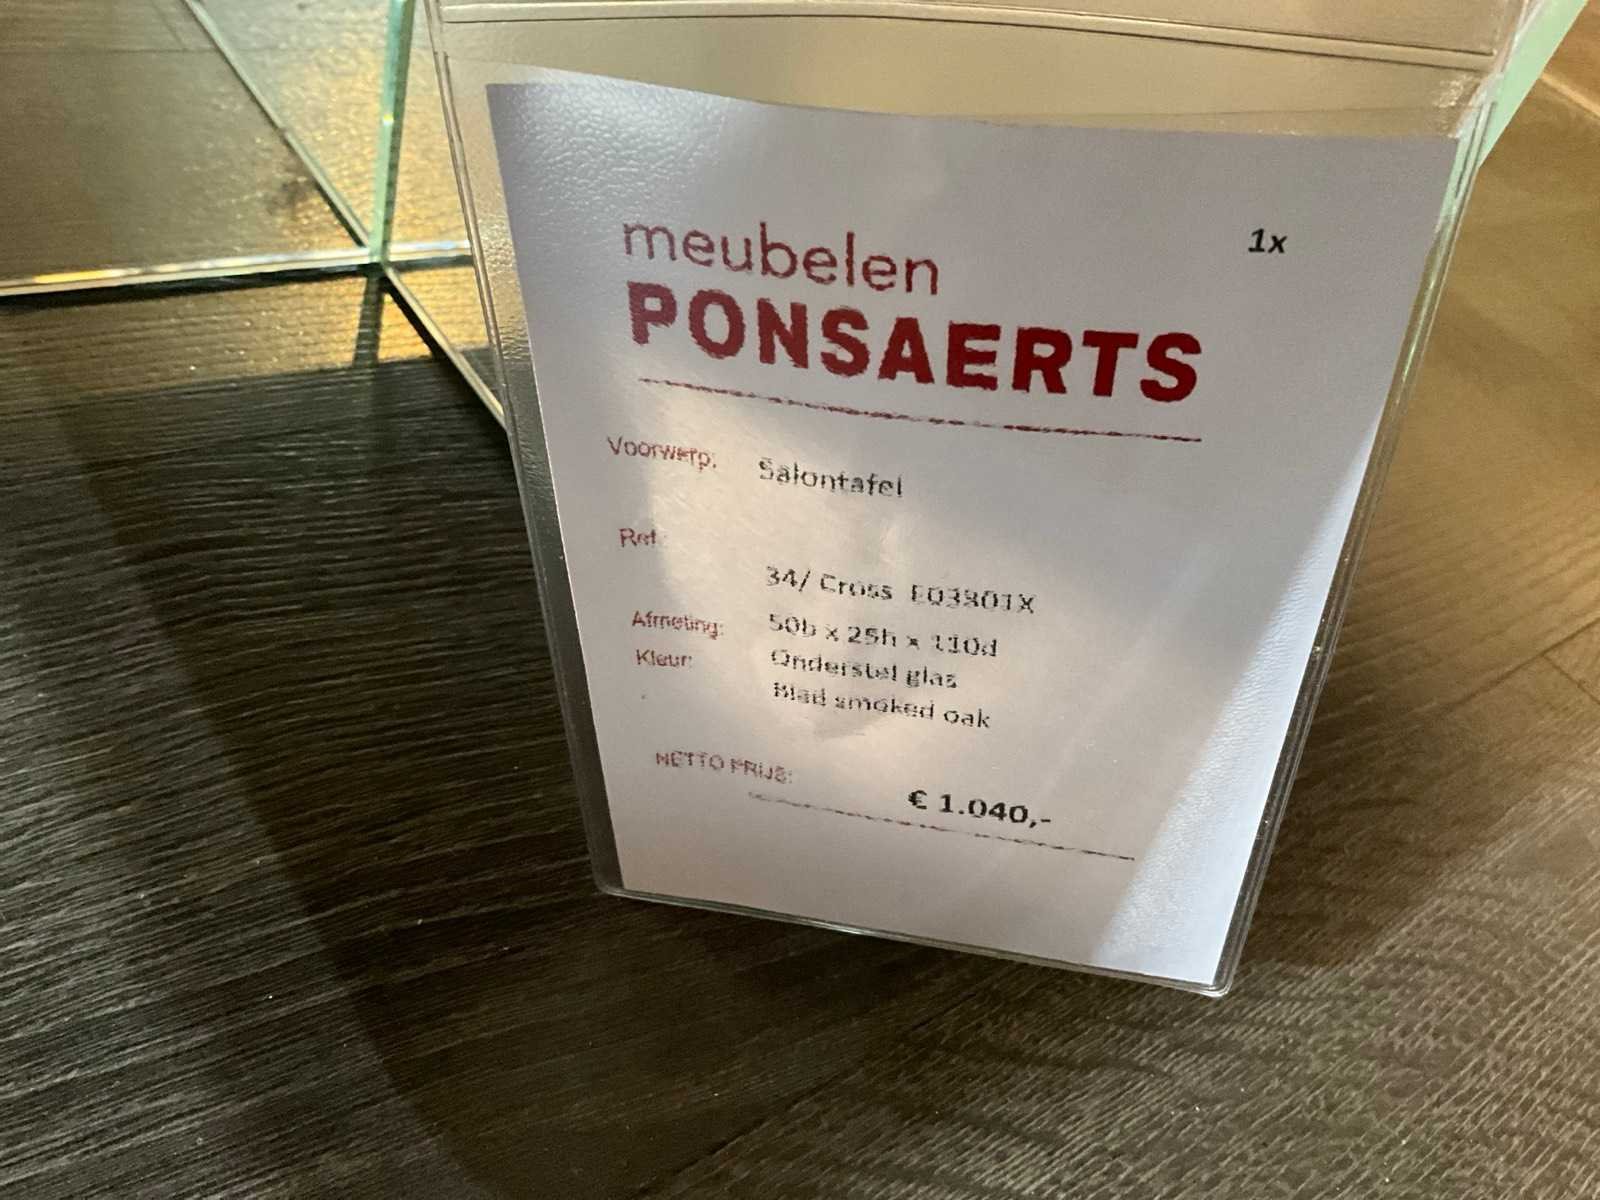 1x
meubelen
PONSAERTS
Voorwerp: Salontafel
Ref.
34/ Cross E03801X
Afmeting: 50b x 25h x 110d
Kleur: Onderstel glas
Blad smoked oak
NETTO PRIJS: € 1.040,-